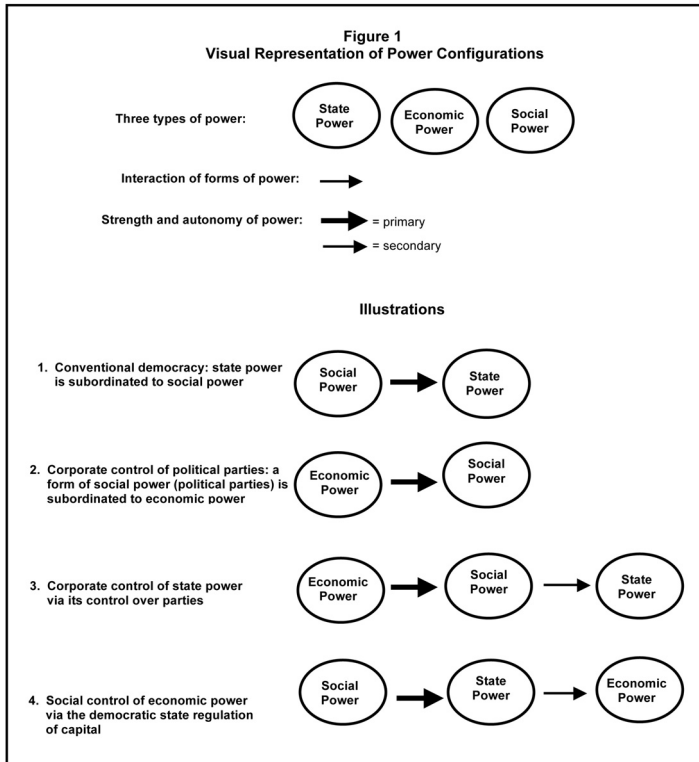 Figure 1
Visual Representation of Power Configurations
Three types of power:
State
Power
Economic
Power
Social
Power
Interaction of forms of power:
Strength and autonomy of power:
= primary
= secondary
Illustrations
1. Conventional democracy: state power
is subordinated to social power
Social
Power
State
Power
2. Corporate control of political parties: a
form of social power (political parties) is
subordinated to economic power
Economic
Power
Social
Power
3. Corporate control of state power
via its control over parties
Economic
Power
Social
Power
State
Power
4. Social control of economic power
via the democratic state regulation
of capital
Social
Power
State
Power
Economic
Power